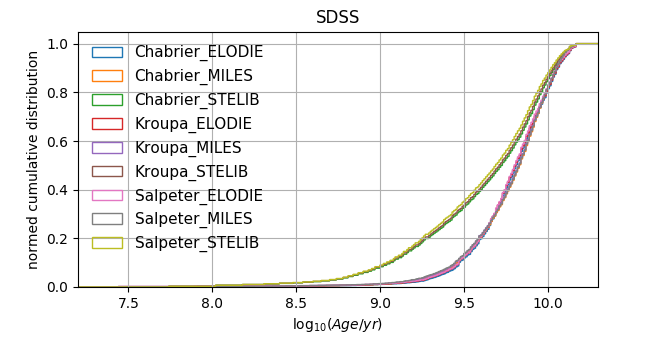 SDSS
normed cumulative distribution
1.0
0.8
0.6
0.4
0.2
0.0
Chabrier_ELODIE
Chabrier_MILES
Chabrier_STELIB
Kroupa_ELODIE
Kroupa_MILES
Kroupa_STELIB
Salpeter_ELODIE
Salpeter_MILES
Salpeter_STELIB
7.5 8.0 8.5 9.0 9.5 10.0
log₁₀(Age/yr)